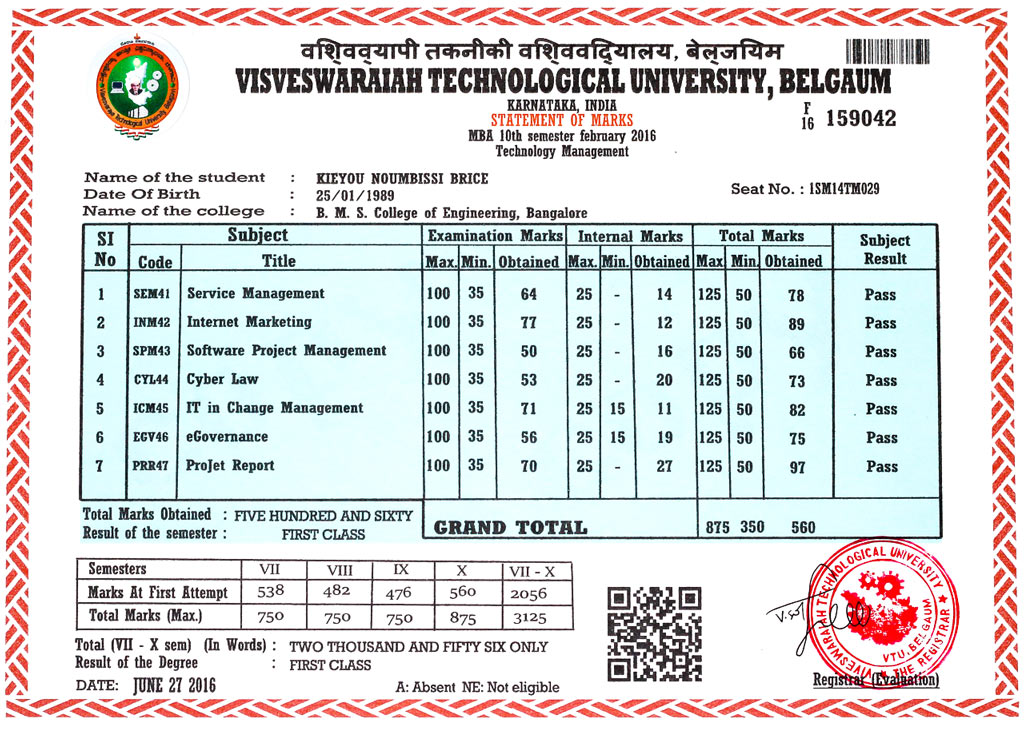 वशि्वव्यापी तकनीकी वशि्ववदि्यालय, बेल्जयिम
VISVESWARAIAH TECHNOLOGICAL UNIVERSITY, BELGAUM
KARNATAKA, INDIA
STATEMENT OF MARKS
MBA 10th semester february 2016
Technology Management
F 16 159042
Name of the student : KIEYOU NOUMBISSI BRICE
Date Of Birth : 25/01/1989
Seat No. : 1SM14TM029
Name of the college : B. M. S. College of Engineering, Bangalore
SI No Subject Examination Marks Internal Marks Total Marks Subject Result
Code Title Max. Min. Obtained Max. Min. Obtained Max Min. Obtained
1 SEM41 Service Management 100 35 64 25 - 14 125 50 78 Pass
2 INM42 Internet Marketing 100 35 77 25 - 12 125 50 89 Pass
3 SPM43 Software Project Management 100 35 50 25 - 16 125 50 66 Pass
4 CYL44 Cyber Law 100 35 53 25 - 20 125 50 73 Pass
5 ICM45 IT in Change Management 100 35 71 25 15 11 125 50 82 Pass
6 EGV46 eGovernance 100 35 56 25 15 19 125 50 75 Pass
7 PRR47 ProJet Report 100 35 70 25 - 27 125 50 97 Pass
Total Marks Obtained : FIVE HUNDRED AND SIXTY
Result of the semester : FIRST CLASS
GRAND TOTAL 875 350 560
Semesters VII VIII IX X VII - X
Marks At First Attempt 538 482 476 560 2056
Total Marks (Max.) 750 750 750 875 3125
Total (VII - X sem) (In Words) : TWO THOUSAND AND FIFTY SIX ONLY
Result of the Degree : FIRST CLASS
DATE: JUNE 27 2016
A: Absent NE: Not eligible
VISVESWARAIAH TECHNOLOGICAL UNIVERSITY
VTU, BELGAUM
THE REGISTRAR
Registrar (Evaluation)